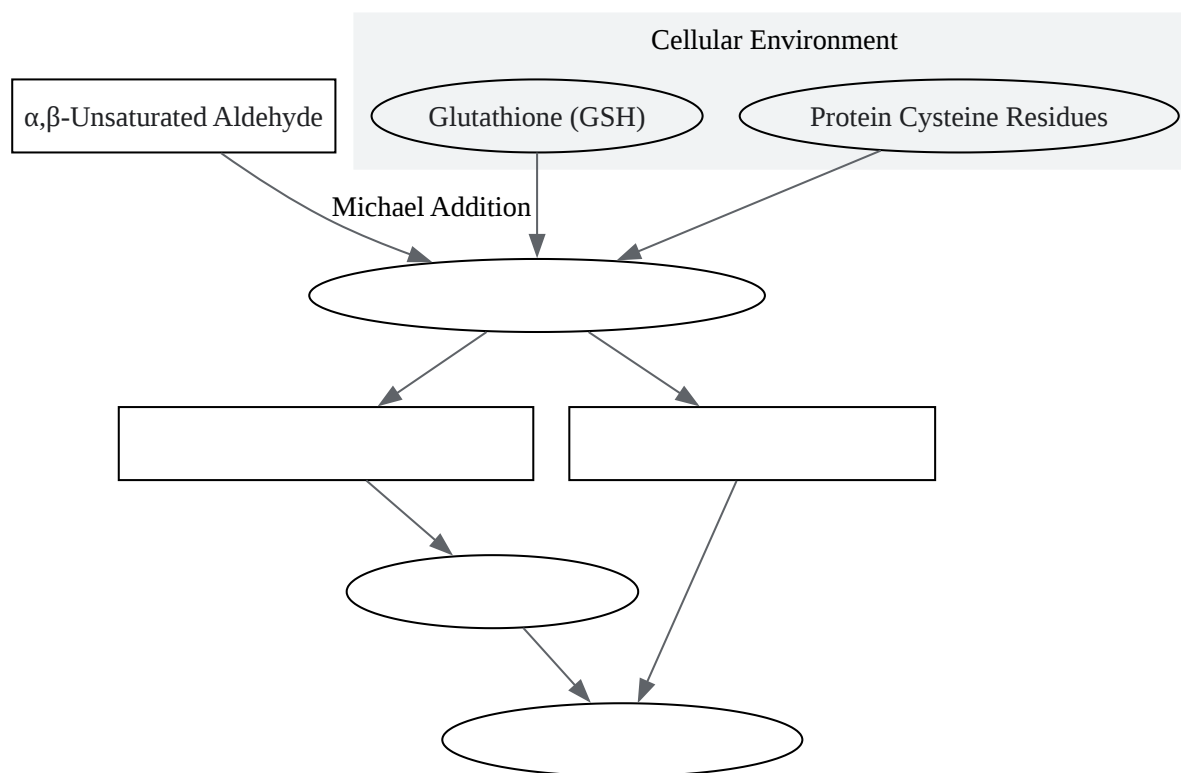 Cellular Environment
α,β-Unsaturated Aldehyde
Glutathione (GSH)
Protein Cysteine Residues
Michael Addition